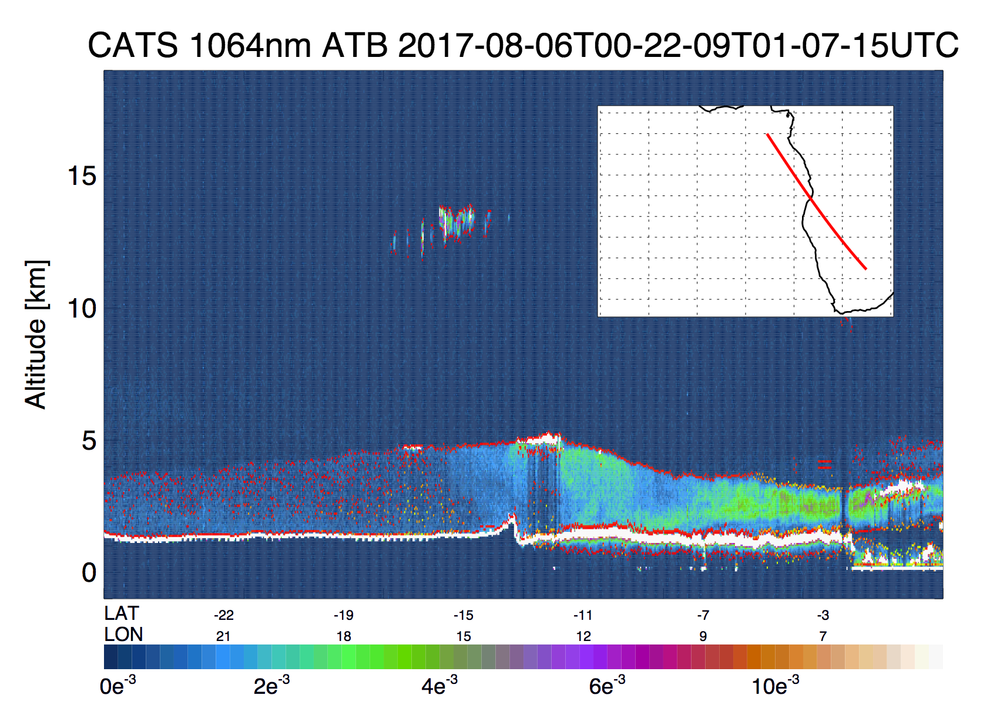 CATS 1064nm ATB 2017-08-06T00-22-09T01-07-15UTC
15
10
5
0
Altitude [km]
LAT -22 -19 -15 -11 -7 -3
LON 21 18 15 12 9 7
0e-3 2e-3 4e-3 6e-3 10e-3